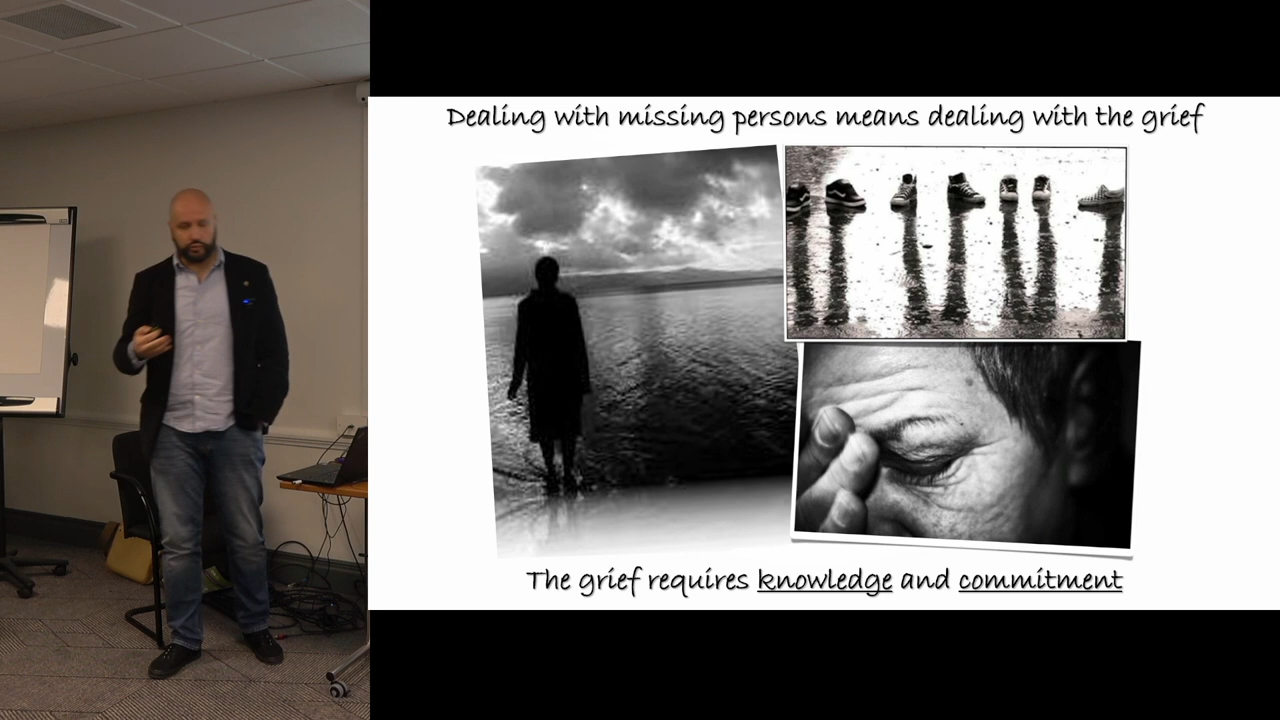 Dealing with missing persons means dealing with the grief
The grief requires knowledge and commitment